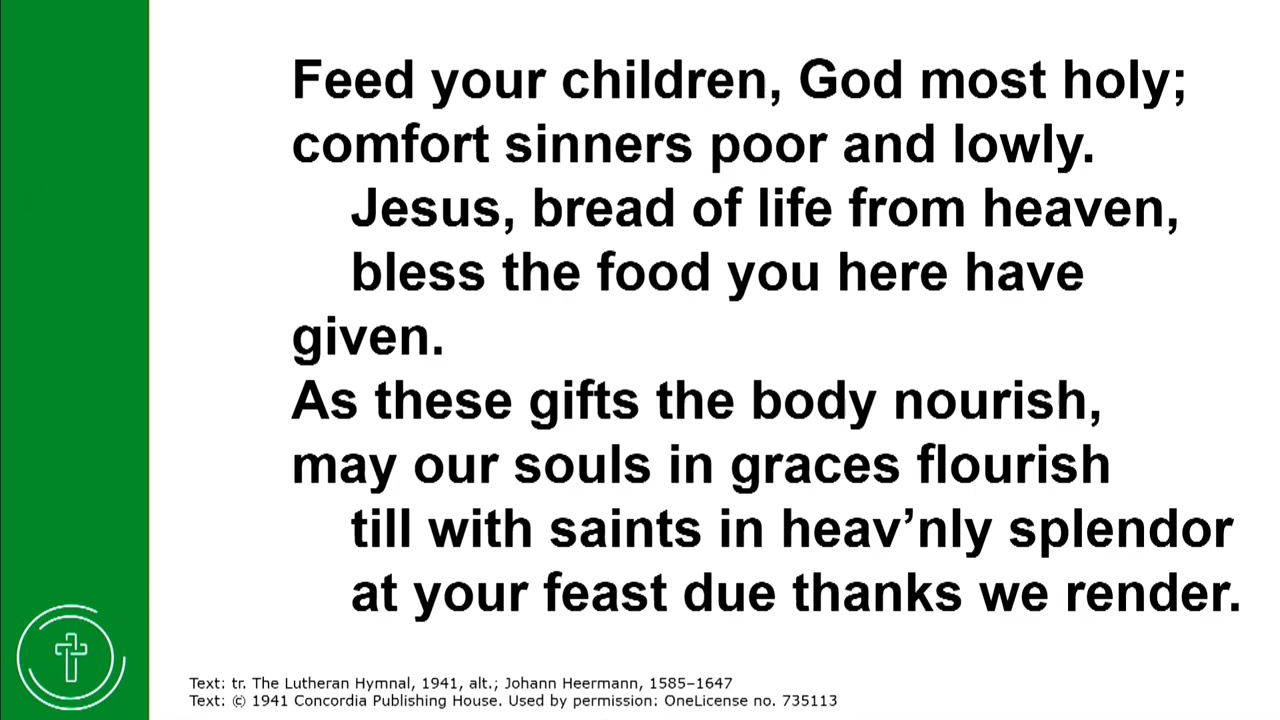 Feed your children, God most holy;
comfort sinners poor and lowly.
Jesus, bread of life from heaven,
bless the food you here have
given.
As these gifts the body nourish,
may our souls in graces flourish
till with saints in heav’nly splendor
at your feast due thanks we render.
Text: tr. The Lutheran Hymnal, 1941, alt.; Johann Heermann, 1585–1647
Text: © 1941 Concordia Publishing House. Used by permission: OneLicense no. 735113